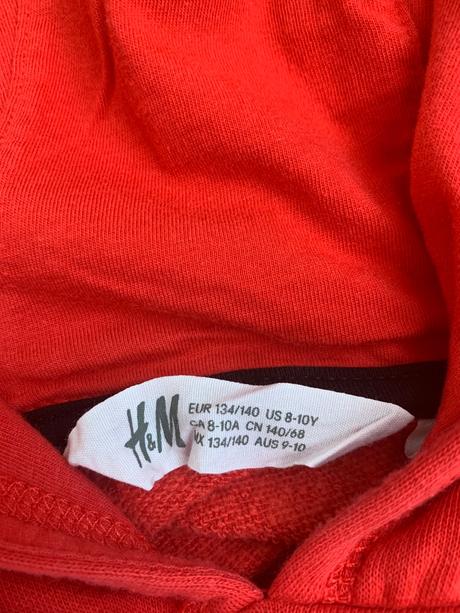 H&M
EUR 134/140 US 8-10Y
CA 8-10A CN 140/68
MX 134/140 AUS 9-10